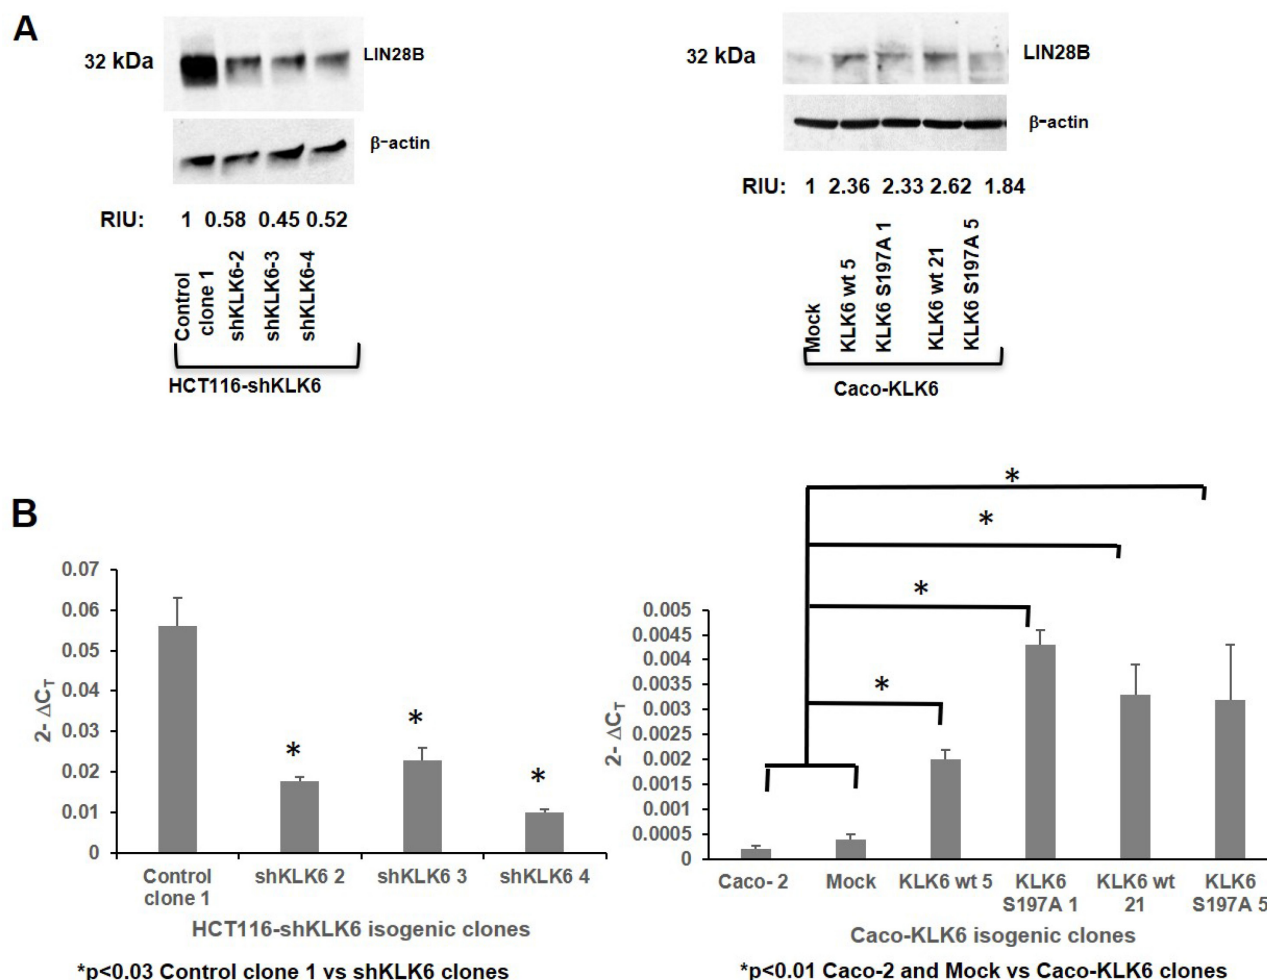 A
32 kDa
LIN28B
β-actin
RIU: 1 0.58 0.45 0.52
Control
clone 1
shKLK6-2
shKLK6-3
shKLK6-4
HCT116-shKLK6
32 kDa
LIN28B
β-actin
RIU: 1 2.36 2.33 2.62 1.84
Mock
KLK6 wt 5
KLK6 S197A 1
KLK6 wt 21
KLK6 S197A 5
Caco-KLK6
B
0.07
0.06
0.05
0.04
0.03
0.02
0.01
0
2- ΔCT
*
*
*
Control
clone 1
shKLK6 2
shKLK6 3
shKLK6 4
HCT116-shKLK6 isogenic clones
*p<0.03 Control clone 1 vs shKLK6 clones
*
*
*
*
0.005
0.0045
0.004
0.0035
0.003
0.0025
0.002
0.0015
0.001
0.0005
0
2- ΔCT
Caco- 2
Mock
KLK6 wt 5
KLK6
S197A 1
KLK6 wt
21
KLK6
S197A 5
Caco-KLK6 isogenic clones
*p<0.01 Caco-2 and Mock vs Caco-KLK6 clones